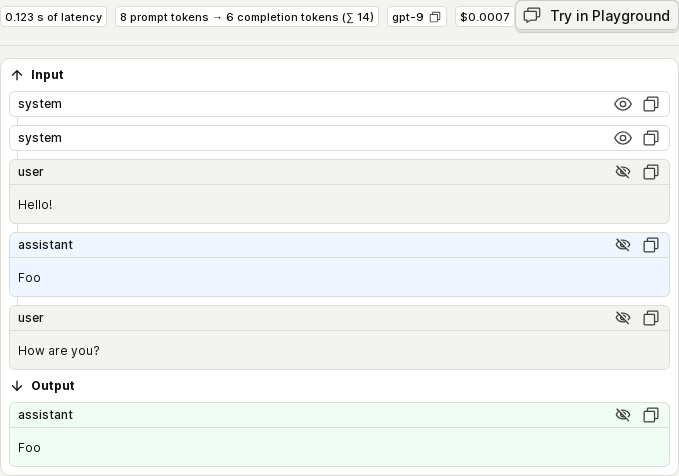 0.123 s of latency 8 prompt tokens → 6 completion tokens (∑ 14) gpt-9 $0.0007 Try in Playground
Input
system
system
user
Hello!
assistant
Foo
user
How are you?
Output
assistant
Foo